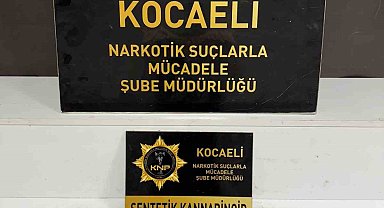 KOCAELİ
NARKOTİK SUÇLARLA
MÜCADELE
ŞUBE MÜDÜRLÜĞÜ
KNP
KOCAELİ
NARKOTİK SUÇLARLA
MÜCADELE
ŞUBE MÜDÜRLÜĞÜ
SENTETİK KANNABİNOİD